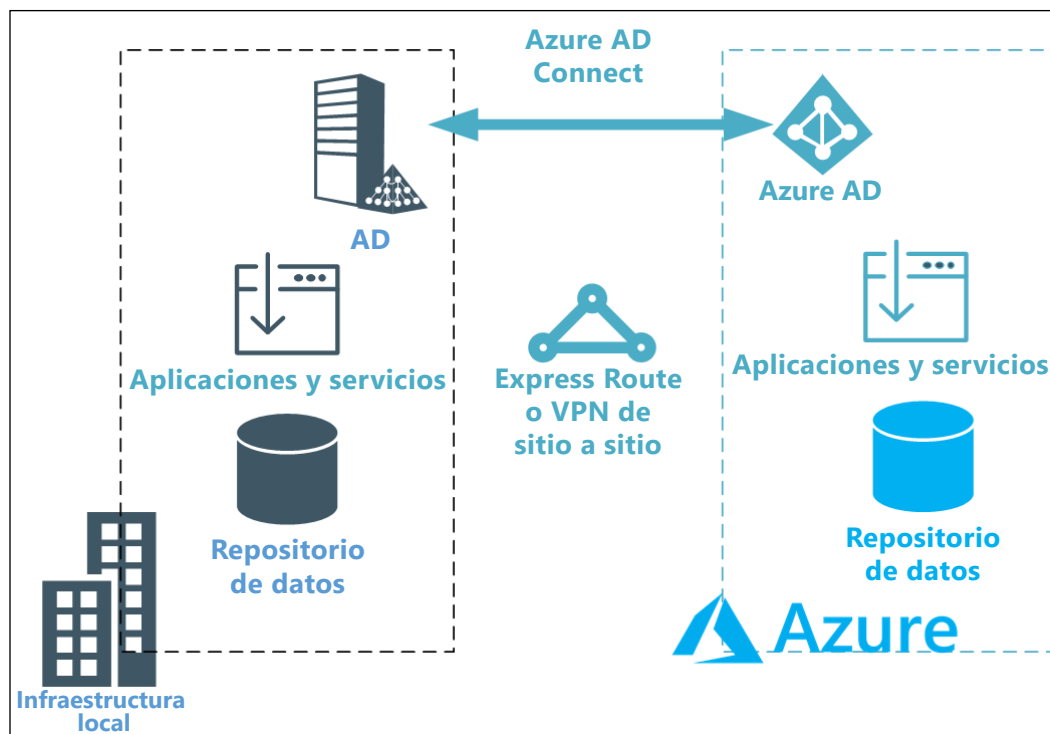 Azure AD
Connect
AD
Azure AD
Aplicaciones y servicios
Express Route
o VPN de
sitio a sitio
Aplicaciones y servicios
Repositorio
de datos
Repositorio
de datos
Azure
Infraestructura
local